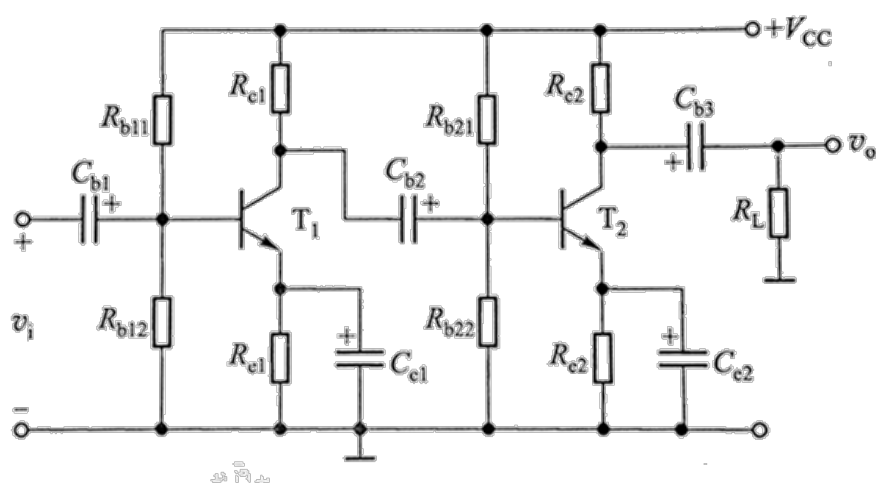 +V_CC
R_c1
R_c2
R_b11
R_b21
C_b3
v_o
C_b1
+
C_b2
+
+
T_1
T_2
R_L
+
v_i
R_b12
R_b22
R_e1
+
C_e1
R_e2
+
C_e2
−